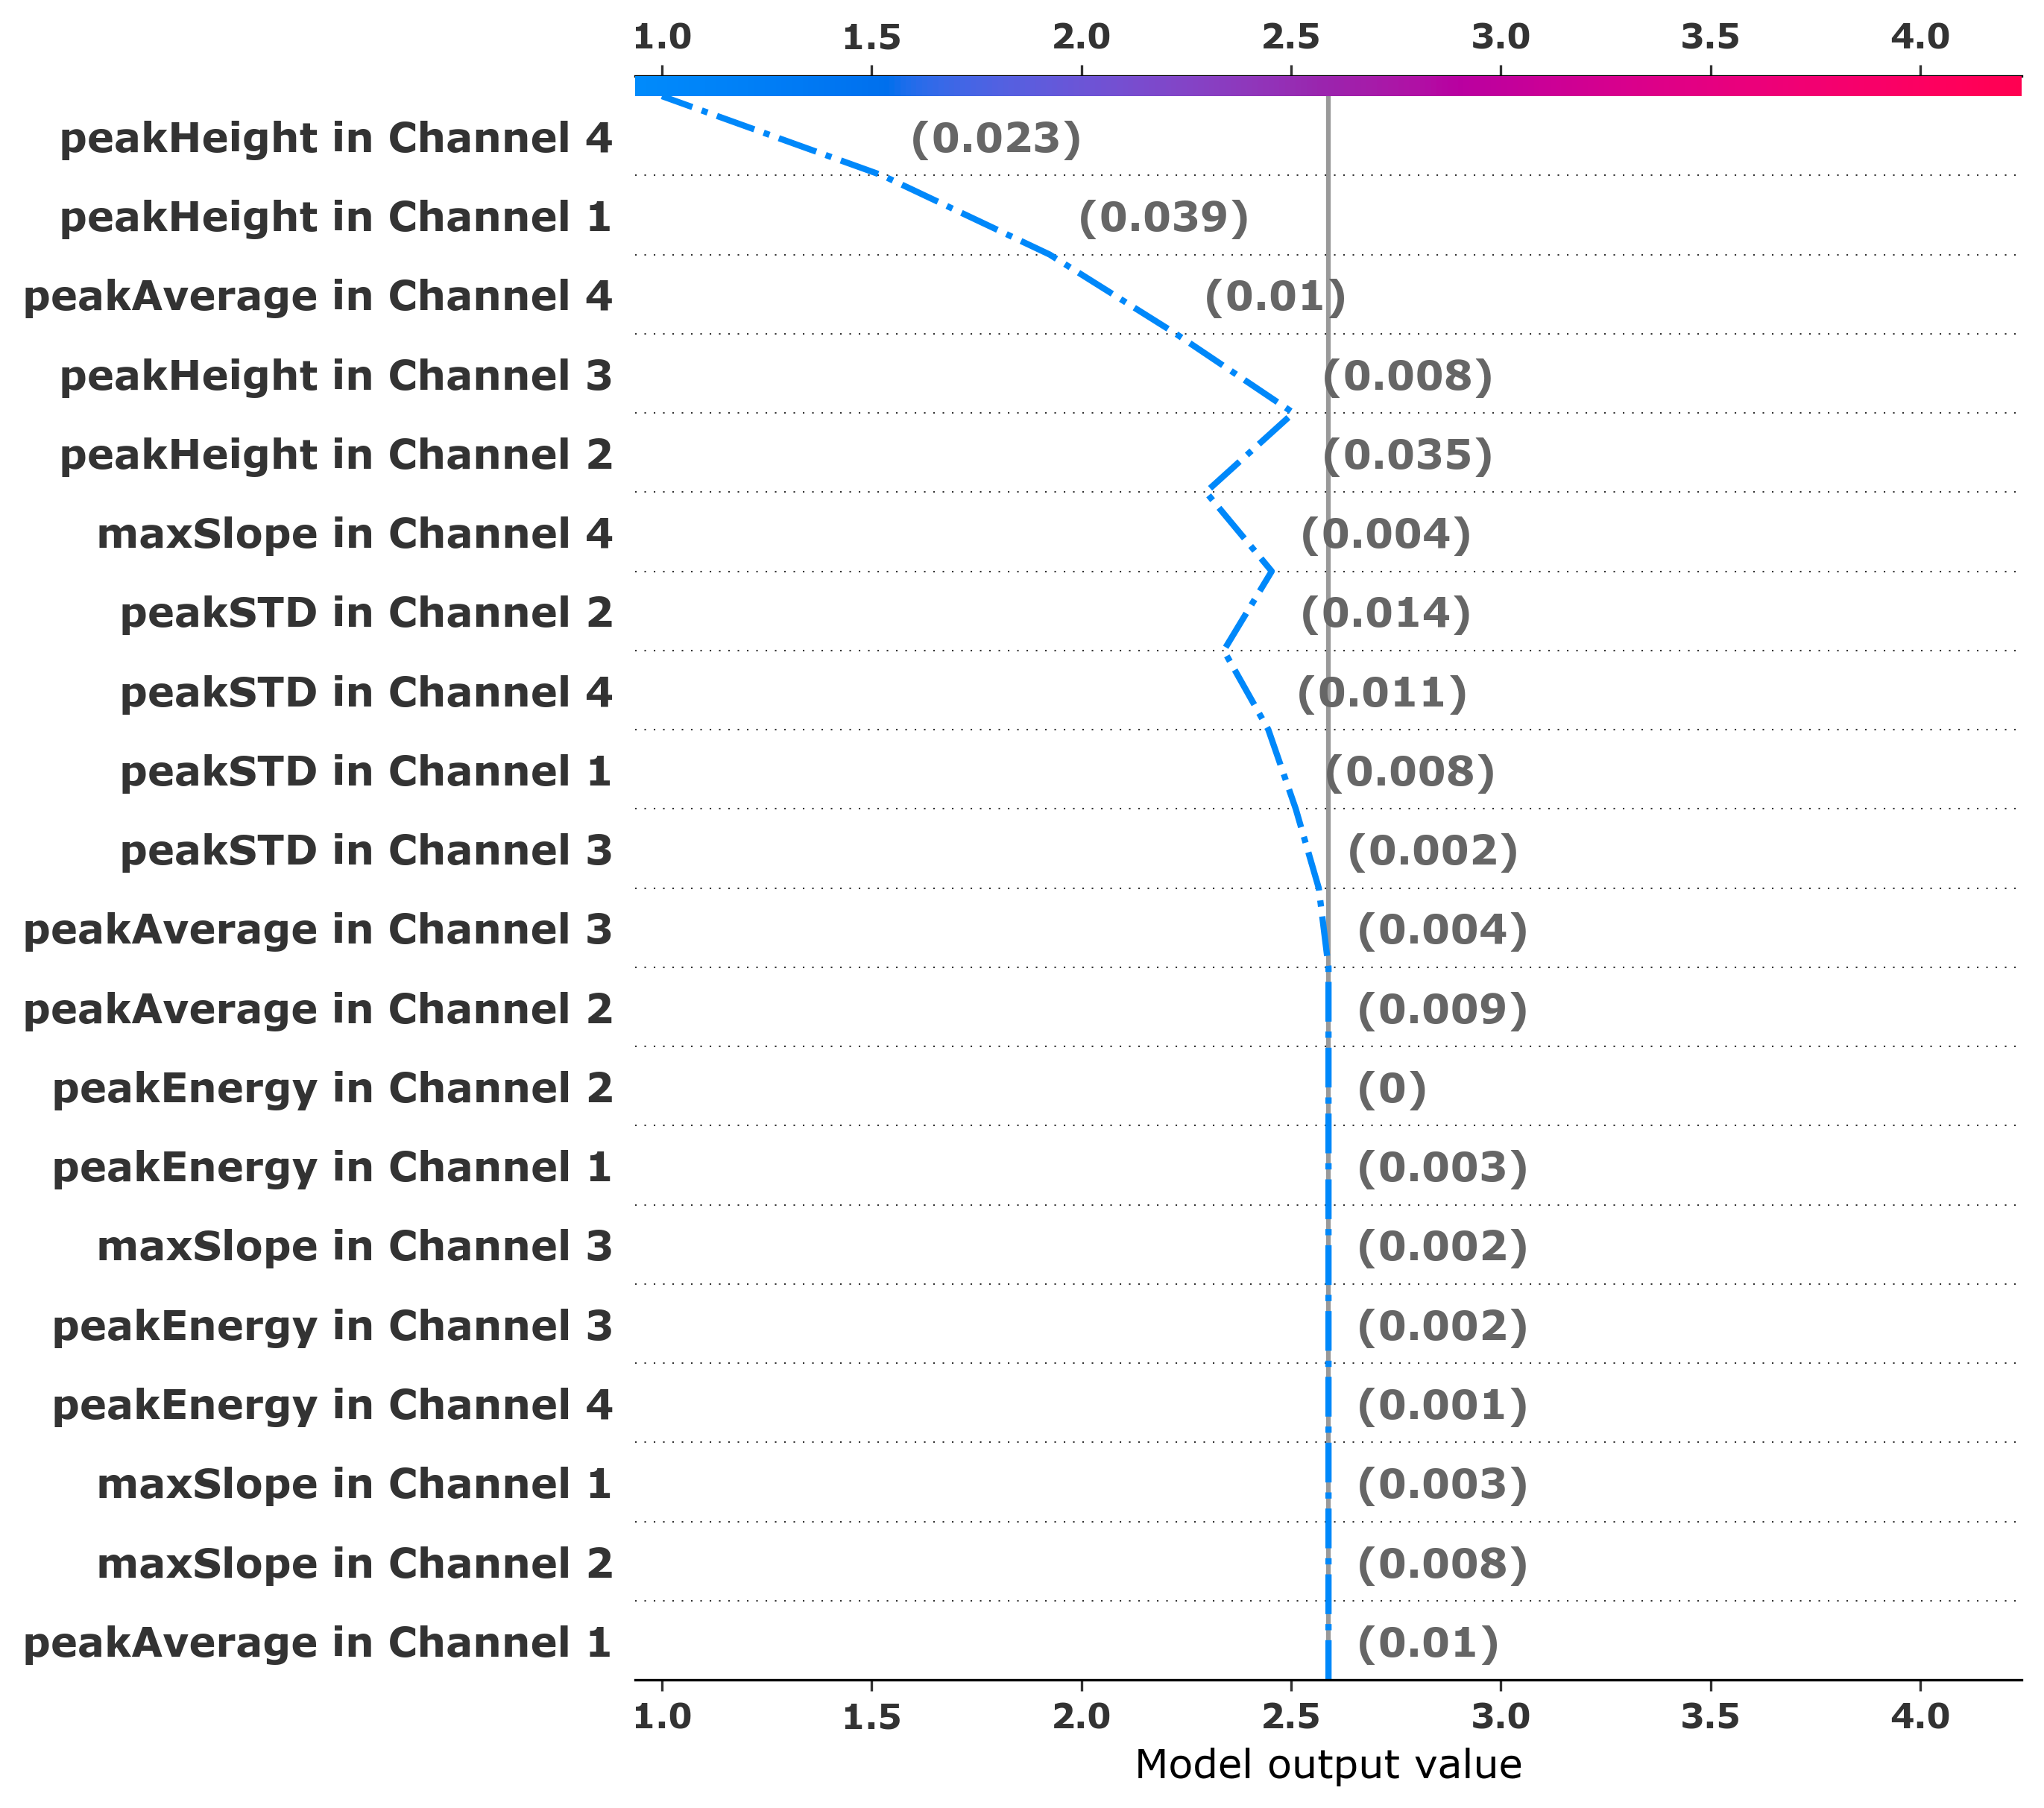 1.0 1.5 2.0 2.5 3.0 3.5 4.0
peakHeight in Channel 4 (0.023)
peakHeight in Channel 1 (0.039)
peakAverage in Channel 4 (0.01)
peakHeight in Channel 3 (0.008)
peakHeight in Channel 2 (0.035)
maxSlope in Channel 4 (0.004)
peakSTD in Channel 2 (0.014)
peakSTD in Channel 4 (0.011)
peakSTD in Channel 1 (0.008)
peakSTD in Channel 3 (0.002)
peakAverage in Channel 3 (0.004)
peakAverage in Channel 2 (0.009)
peakEnergy in Channel 2 (0)
peakEnergy in Channel 1 (0.003)
maxSlope in Channel 3 (0.002)
peakEnergy in Channel 3 (0.002)
peakEnergy in Channel 4 (0.001)
maxSlope in Channel 1 (0.003)
maxSlope in Channel 2 (0.008)
peakAverage in Channel 1 (0.01)
1.0 1.5 2.0 2.5 3.0 3.5 4.0
Model output value